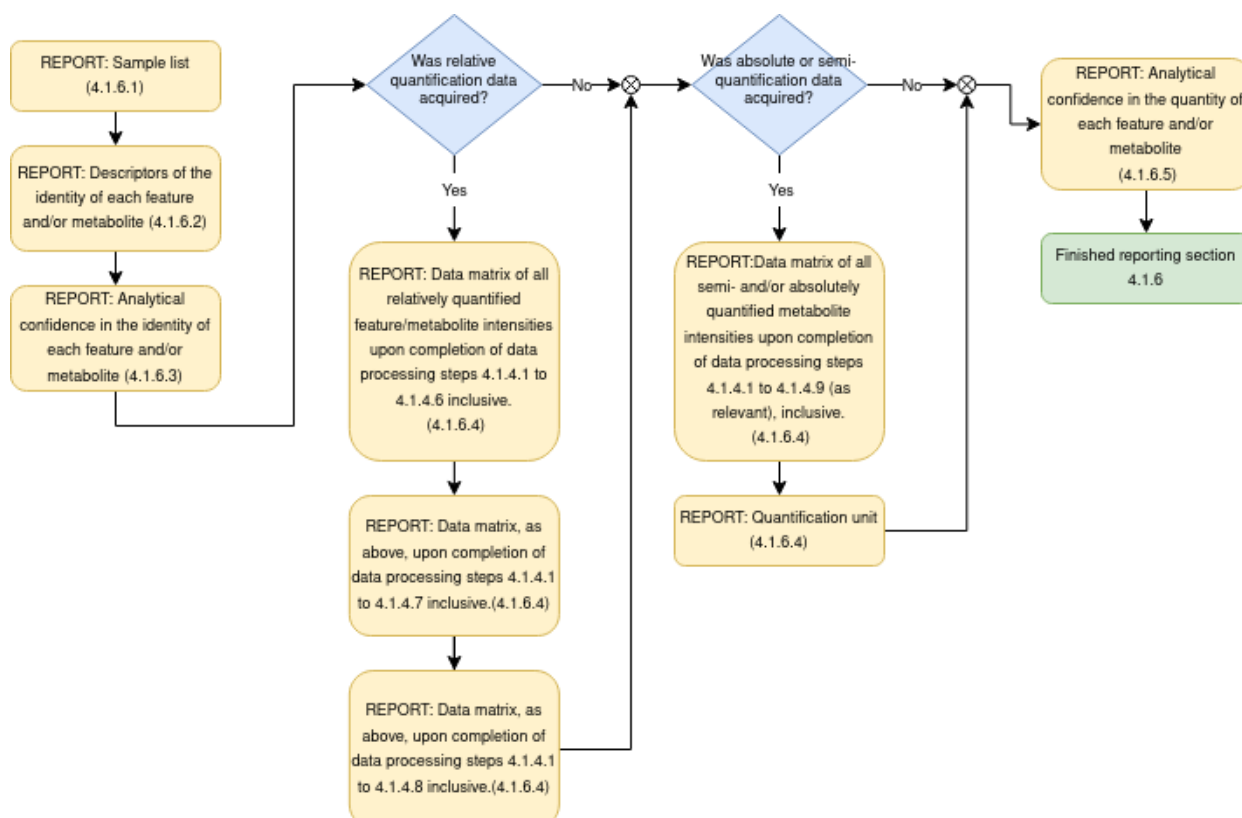 REPORT: Sample list
(4.1.6.1)
REPORT: Descriptors of the
identity of each feature
and/or metabolite (4.1.6.2)
REPORT: Analytical
confidence in the identity of
each feature and/or
metabolite (4.1.6.3)
Was relative
quantification data
acquired?
No
Yes
REPORT: Data matrix of all
relatively quantified
feature/metabolite intensities
upon completion of data
processing steps 4.1.4.1 to
4.1.4.6 inclusive.
(4.1.6.4)
REPORT: Data matrix, as
above, upon completion of
data processing steps 4.1.4.1
to 4.1.4.7 inclusive.(4.1.6.4)
REPORT: Data matrix, as
above, upon completion of
data processing steps 4.1.4.1
to 4.1.4.8 inclusive.(4.1.6.4)
Was absolute or semi-
quantification data
acquired?
No
Yes
REPORT:Data matrix of all
semi- and/or absolutely
quantified metabolite
intensities upon completion
of data processing steps
4.1.4.1 to 4.1.4.9 (as
relevant), inclusive.
(4.1.6.4)
REPORT: Quantification unit
(4.1.6.4)
REPORT: Analytical
confidence in the quantity of
each feature and/or
metabolite
(4.1.6.5)
Finished reporting section
4.1.6